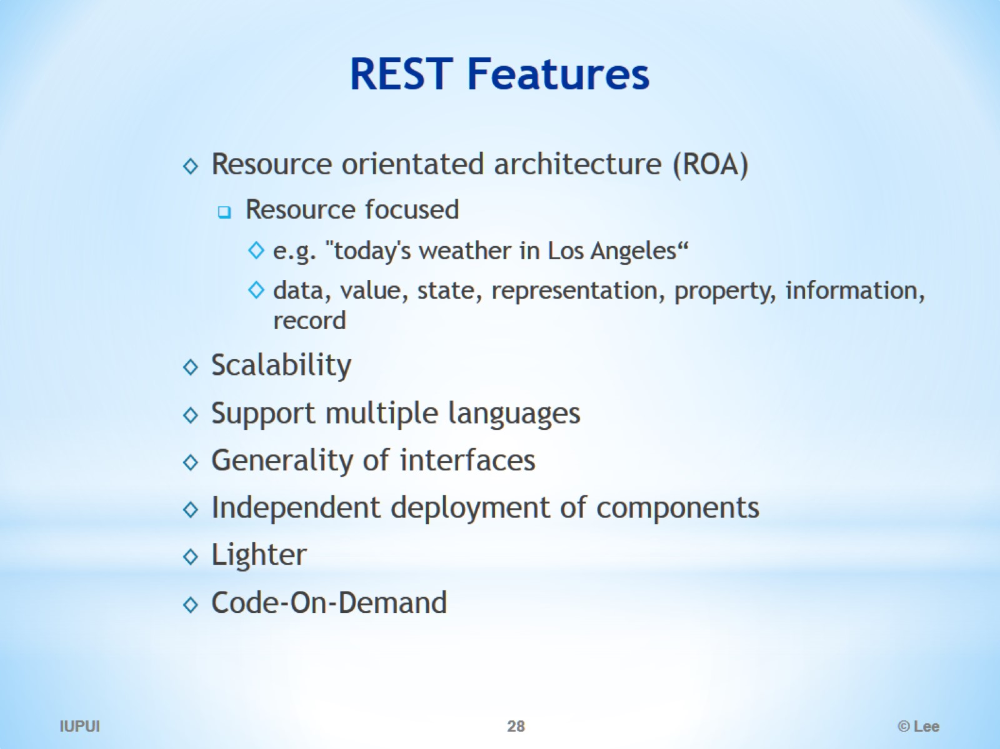 REST Features
Resource orientated architecture (ROA)
Resource focused
e.g. "today's weather in Los Angeles“
data, value, state, representation, property, information,
record
Scalability
Support multiple languages
Generality of interfaces
Independent deployment of components
Lighter
Code-On-Demand
IUPUI 28 © Lee